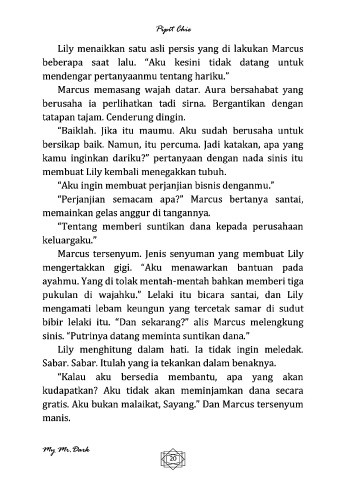 Pipit Chie
Lily menaikkan satu asli persis yang di lakukan Marcus
beberapa saat lalu. “Aku kesini tidak datang untuk
mendengar pertanyaanmu tentang hariku.”
Marcus memasang wajah datar. Aura bersahabat yang
berusaha ia perlihatkan tadi sirna. Bergantikan dengan
tatapan tajam. Cenderung dingin.
“Baiklah. Jika itu maumu. Aku sudah berusaha untuk
bersikap baik. Namun, itu percuma. Jadi katakan, apa yang
kamu inginkan dariku?” pertanyaan dengan nada sinis itu
membuat Lily kembali menegakkan tubuh.
“Aku ingin membuat perjanjian bisnis denganmu.”
“Perjanjian semacam apa?” Marcus bertanya santai,
memainkan gelas anggur di tangannya.
“Tentang memberi suntikan dana kepada perusahaan
keluargaku.”
Marcus tersenyum. Jenis senyuman yang membuat Lily
mengertakkan gigi. “Aku menawarkan bantuan pada
ayahmu. Yang di tolak mentah-mentah bahkan memberi tiga
pukulan di wajahku.” Lelaki itu bicara santai, dan Lily
mengamati lebam keungun yang tercetak samar di sudut
bibir lelaki itu. “Dan sekarang?” alis Marcus melengkung
sinis. “Putrinya datang meminta suntikan dana.”
Lily menghitung dalam hati. Ia tidak ingin meledak.
Sabar. Sabar. Itulah yang ia tekankan dalam benaknya.
“Kalau aku bersedia membantu, apa yang akan
kudapatkan? Aku tidak akan meminjamkan dana secara
gratis. Aku bukan malaikat, Sayang.” Dan Marcus tersenyum
manis.
My Mr. Dark
20